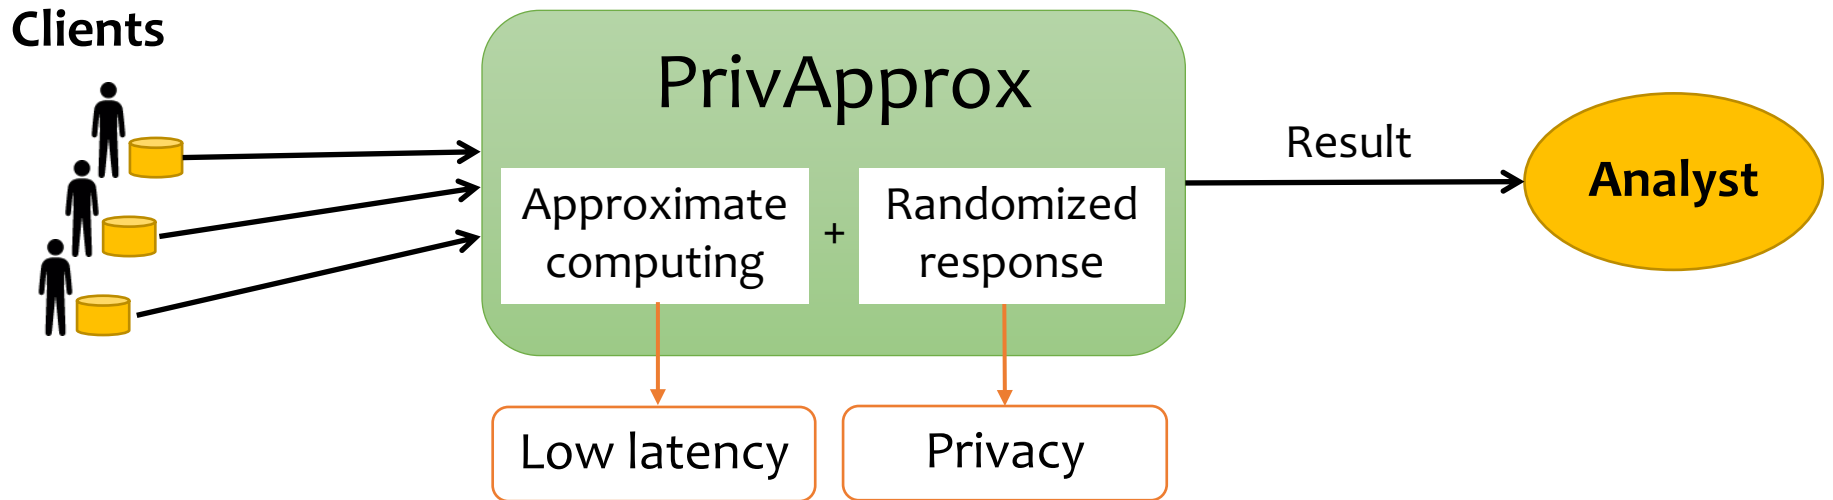 Clients
PrivApprox
Approximate
computing
+
Randomized
response
Result
Analyst
Low latency
Privacy